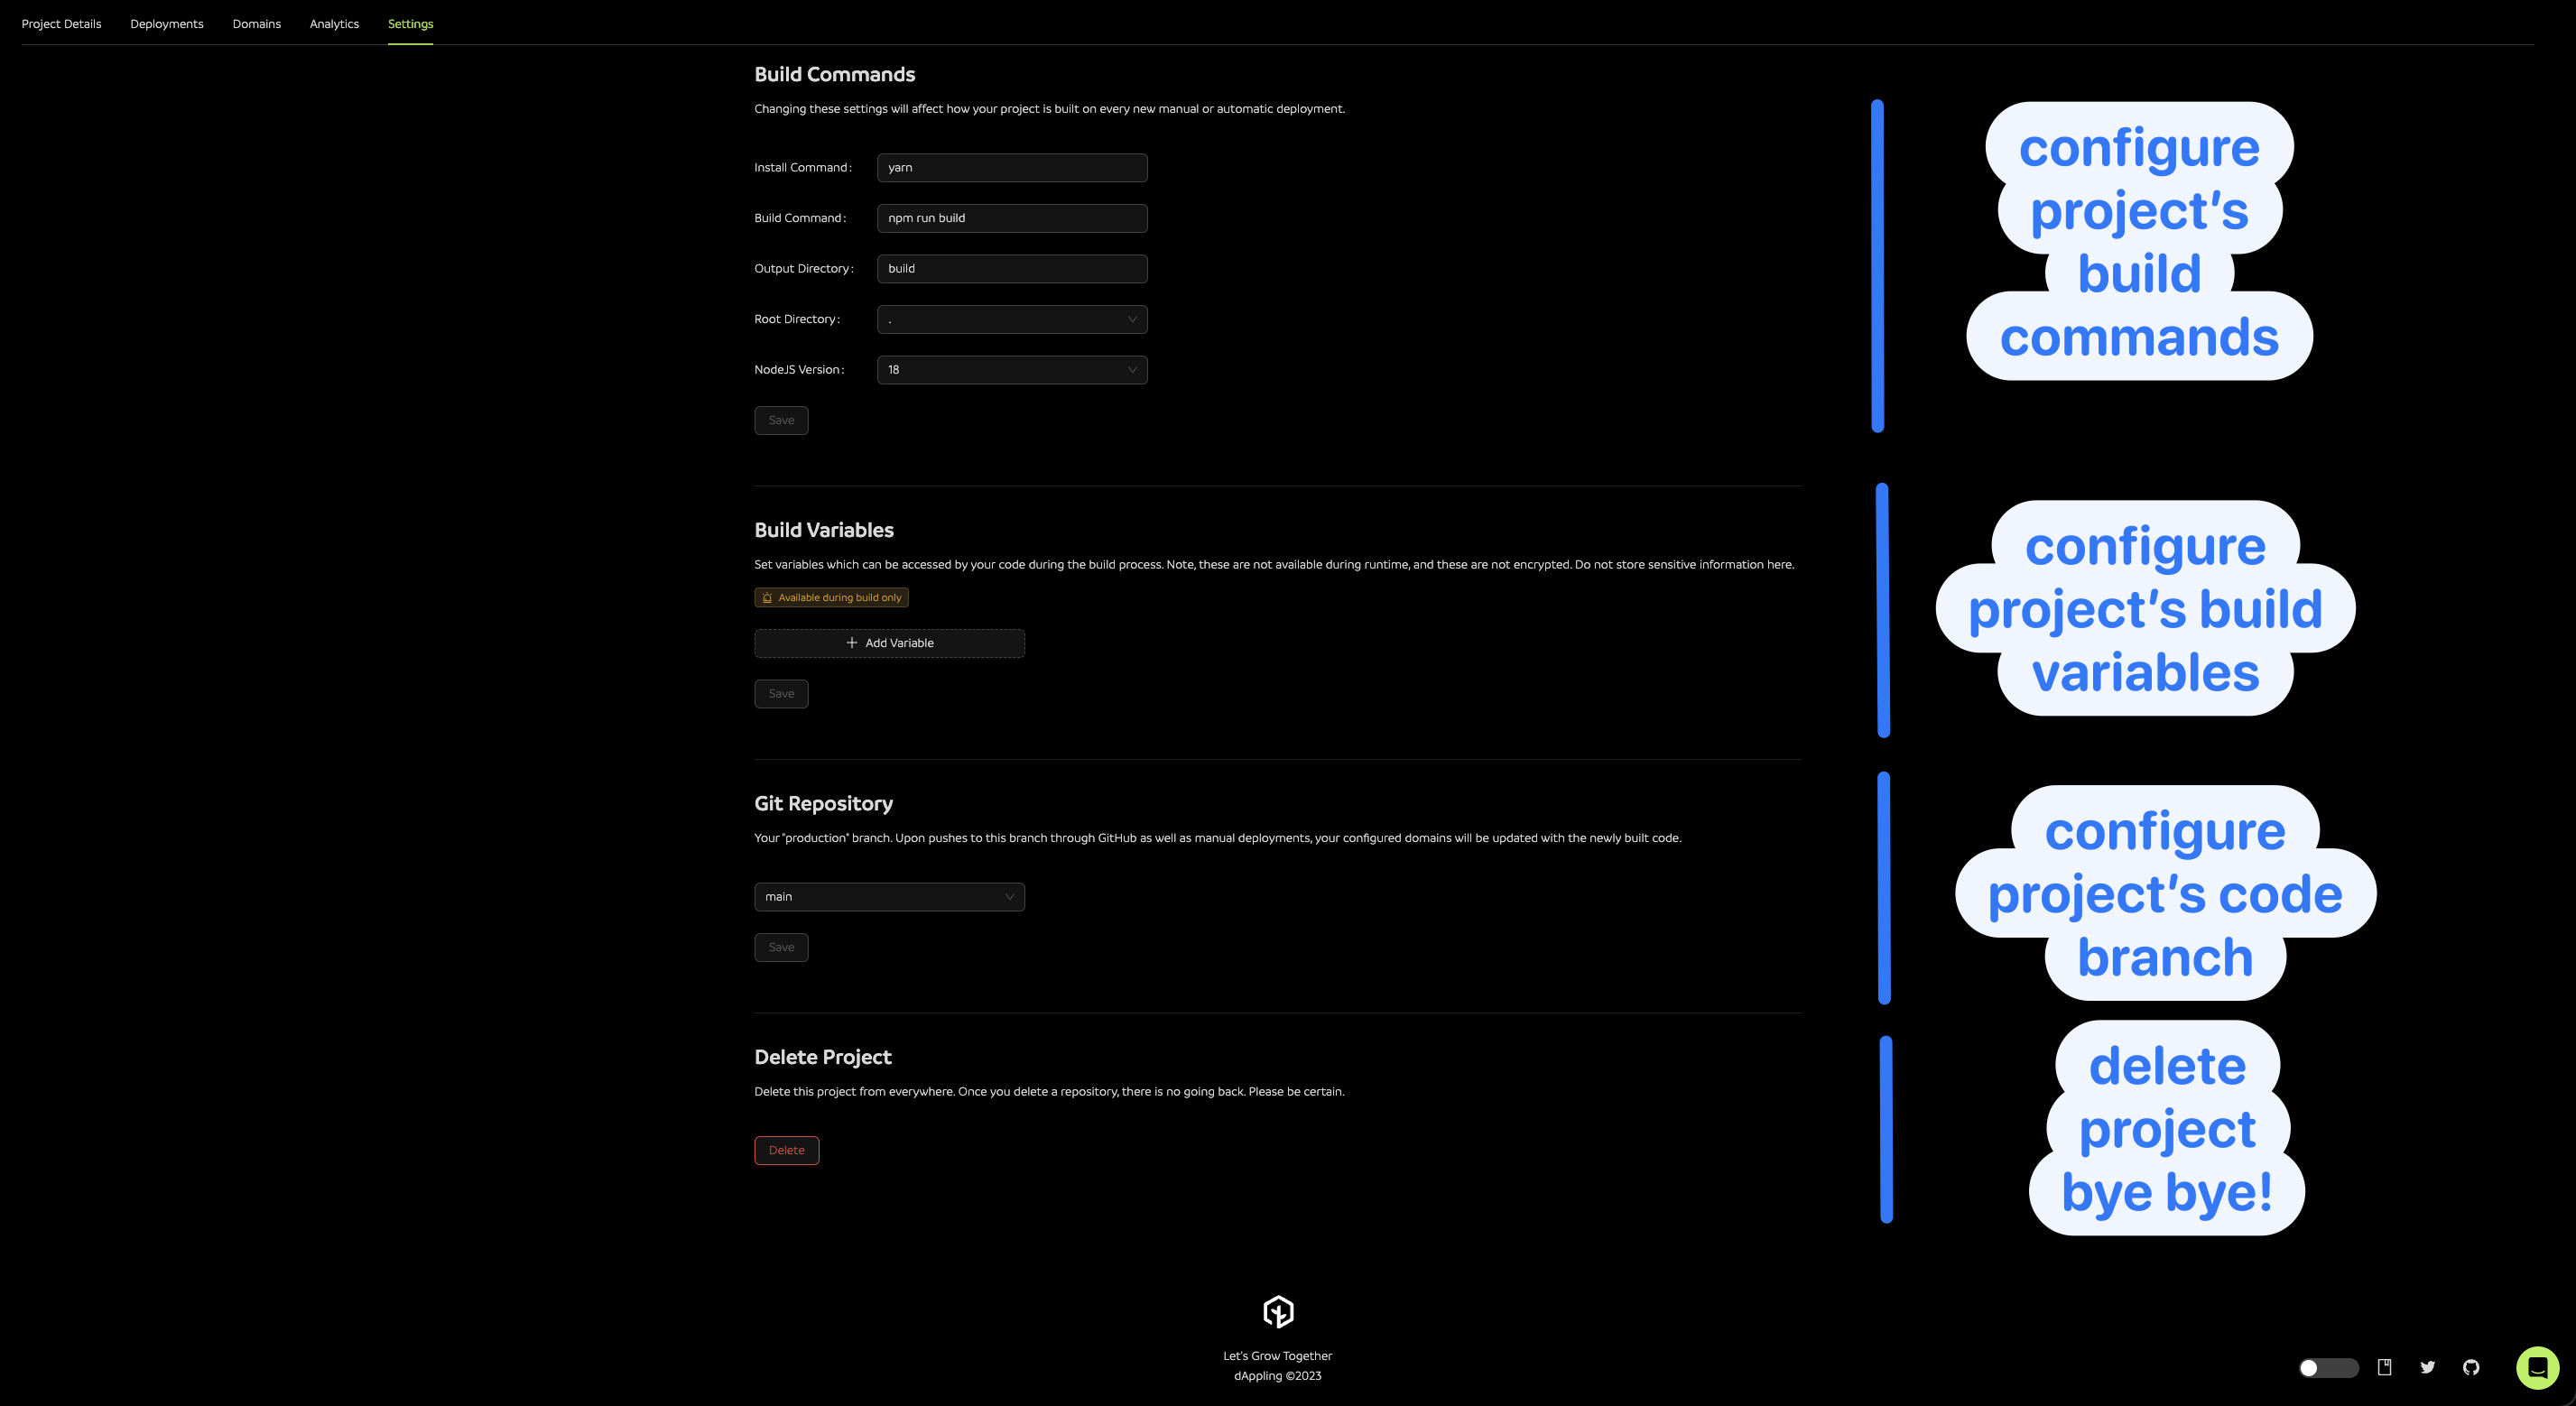 Project Details Deployments Domains Analytics Settings
Build Commands
Changing these settings will affect how your project is built on every new manual or automatic deployment.
Install Command: yarn
Build Command: npm run build
Output Directory: build
Root Directory: .
NodeJS Version: 18
Save
configure
project's
build
commands
Build Variables
Set variables which can be accessed by your code during the build process. Note, these are not available during runtime, and these are not encrypted. Do not store sensitive information here.
Available during build only
+ Add Variable
Save
configure
project's build
variables
Git Repository
Your "production" branch. Upon pushes to this branch through GitHub as well as manual deployments, your configured domains will be updated with the newly built code.
main
Save
configure
project's code
branch
Delete Project
Delete this project from everywhere. Once you delete a repository, there is no going back. Please be certain.
Delete
delete
project
bye bye!
Let's Grow Together
dAppling ©2023